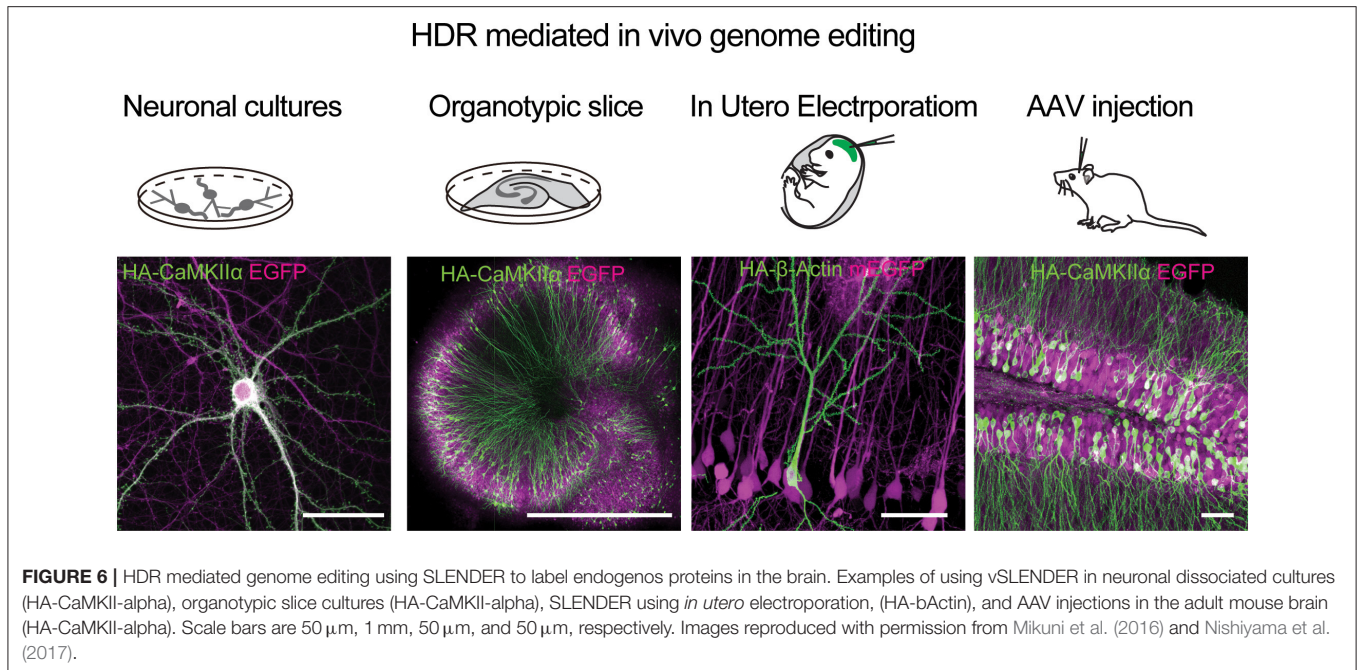 HDR mediated in vivo genome editing
Neuronal cultures
Organotypic slice
In Utero Electrporatiom
AAV injection
HA-CaMKIIα EGFP
HA-CaMKIIα EGFP
HA-β-Actin mEGFP
HA-CaMKIIα EGFP
FIGURE 6 | HDR mediated genome editing using SLENDER to label endogenos proteins in the brain. Examples of using vSLENDER in neuronal dissociated cultures
(HA-CaMKII-alpha), organotypic slice cultures (HA-CaMKII-alpha), SLENDER using in utero electroporation, (HA-bActin), and AAV injections in the adult mouse brain
(HA-CaMKII-alpha). Scale bars are 50 μm, 1 mm, 50 μm, and 50 μm, respectively. Images reproduced with permission from Mikuni et al. (2016) and Nishiyama et al.
(2017).